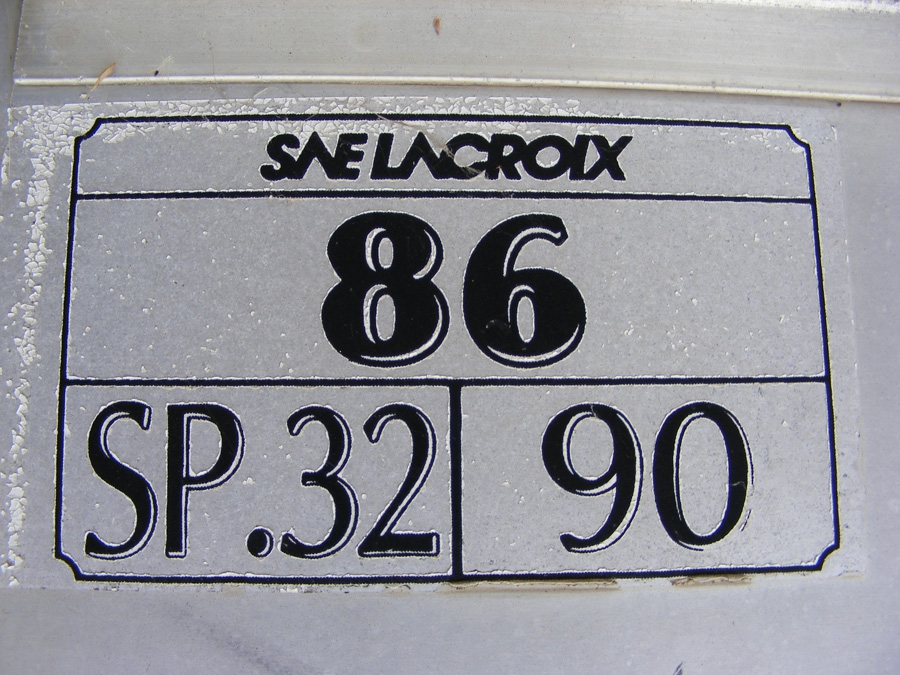 SAE LACROIX
86
SP.32 90